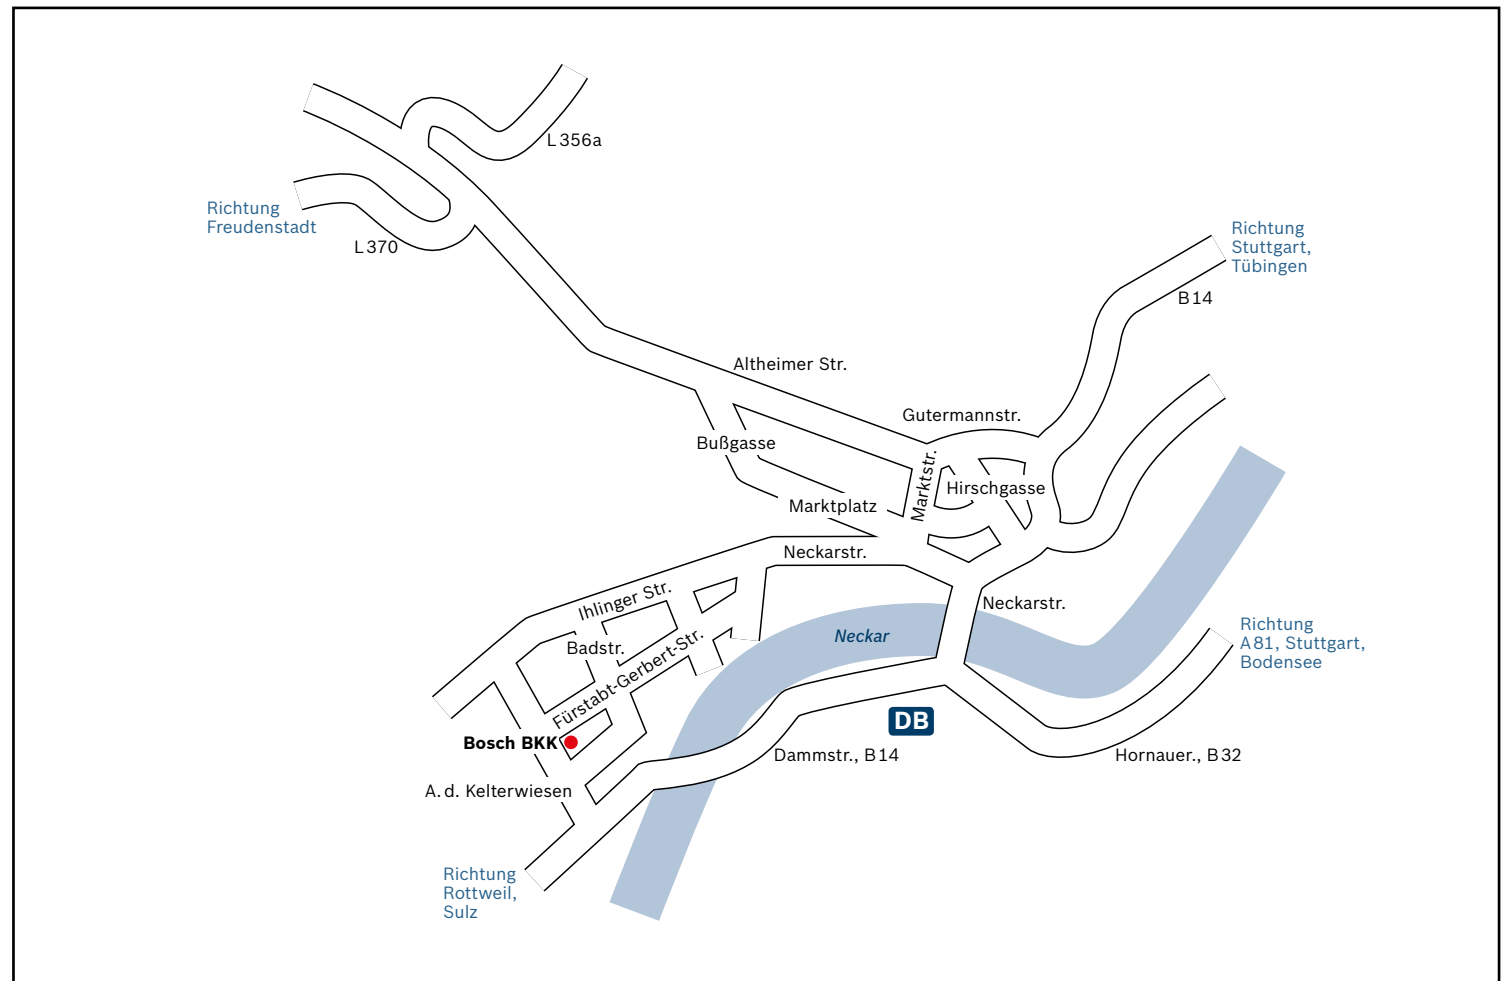 L 356a
Richtung
Freudenstadt
L 370
Richtung
Stuttgart,
Tübingen
B 14
Altheimer Str.
Gutermannstr.
Bußgasse
Marktstr.
Hirschgasse
Marktplatz
Neckarstr.
Ihlinger Str.
Neckarstr.
Badstr.
Neckar
Richtung
A 81, Stuttgart,
Bodensee
Fürstabt-Gerbert-Str.
DB
Bosch BKK
Dammstr., B 14
Hornauer., B 32
A. d. Kelterwiesen
Richtung
Rottweil,
Sulz